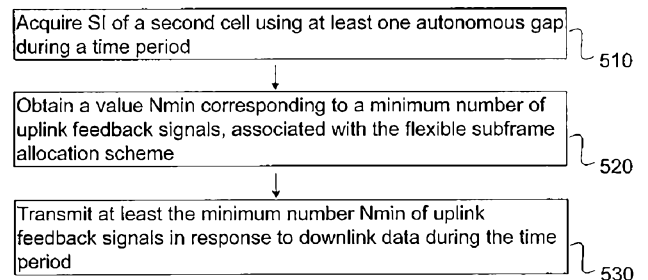 Acquire SI of a second cell using at least one autonomous gap
during a time period
510
Obtain a value Nmin corresponding to a minimum number of
uplink feedback signals, associated with the flexible subframe
allocation scheme
520
Transmit at least the minimum number Nmin of uplink
feedback signals in response to downlink data during the time
period
530